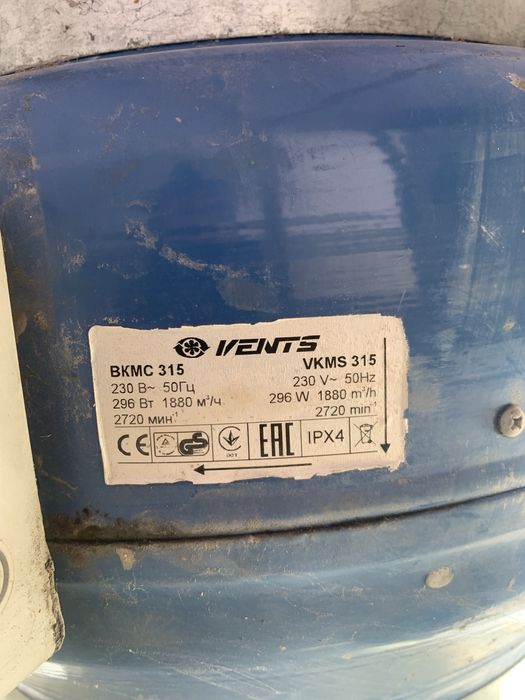 VENTS
ВКМС 315
230 В~ 50Гц
296 Вт 1880 м³/ч
2720 мин⁻¹
VKMS 315
230 V~ 50Hz
296 W 1880 m³/h
2720 min⁻¹
CE EAC IPX4